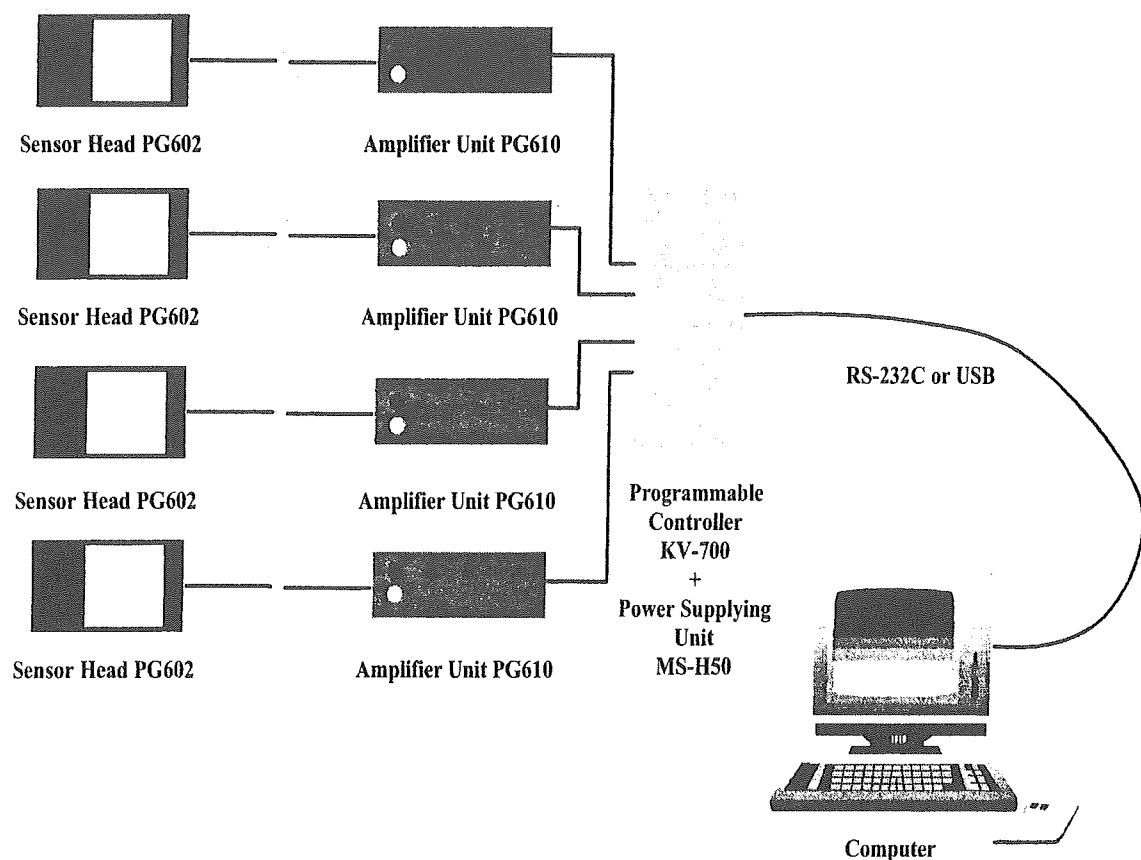 Sensor Head PG602
Amplifier Unit PG610
Sensor Head PG602
Amplifier Unit PG610
RS-232C or USB
Sensor Head PG602
Amplifier Unit PG610
Programmable
Controller
KV-700
+
Power Supplying
Unit
MS-H50
Sensor Head PG602
Amplifier Unit PG610
Computer